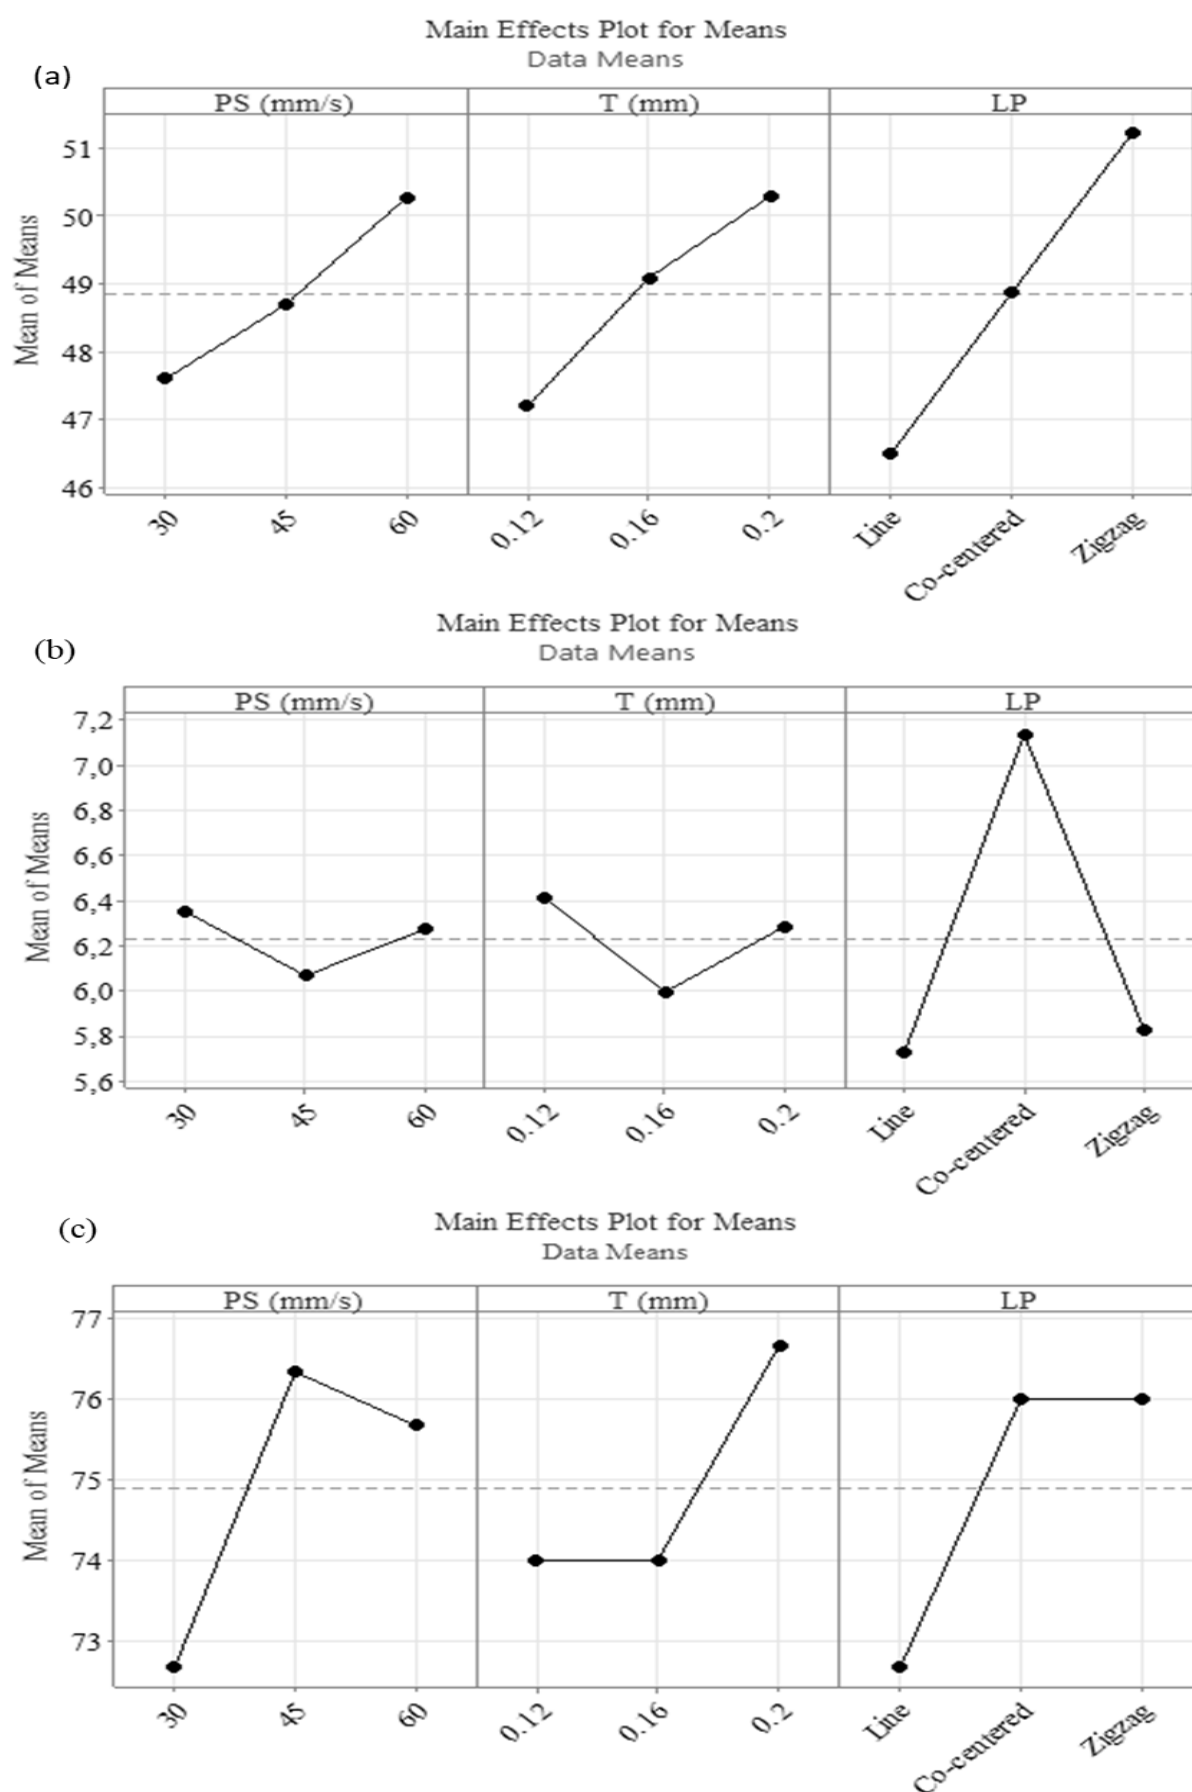 Main Effects Plot for Means
Data Means
(a)
PS (mm/s) T (mm) LP
51
50
49
48
47
46
Mean of Means
30 45 60 0.12 0.16 0.2 Line Co-centered Zigzag
Main Effects Plot for Means
Data Means
(b)
PS (mm/s) T (mm) LP
7,2
7,0
6,8
6,6
6,4
6,2
6,0
5,8
5,6
Mean of Means
30 45 60 0.12 0.16 0.2 Line Co-centered Zigzag
Main Effects Plot for Means
Data Means
(c)
PS (mm/s) T (mm) LP
77
76
75
74
73
Mean of Means
30 45 60 0.12 0.16 0.2 Line Co-centered Zigzag